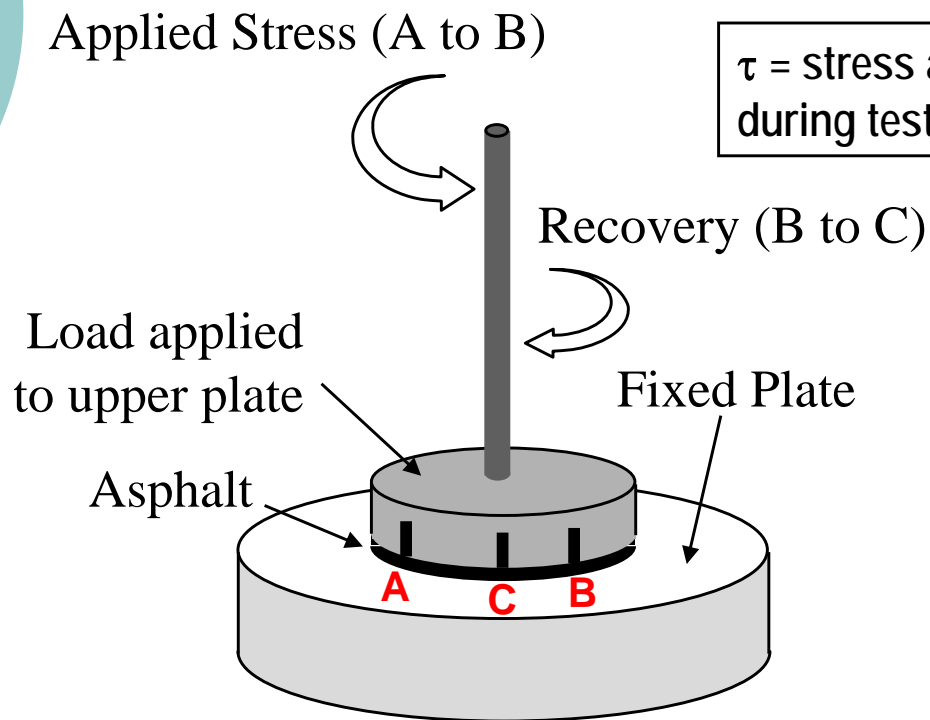 Applied Stress (A to B)
τ = stress
during test
Recovery (B to C)
Load applied
to upper plate
Fixed Plate
Asphalt
A
C
B